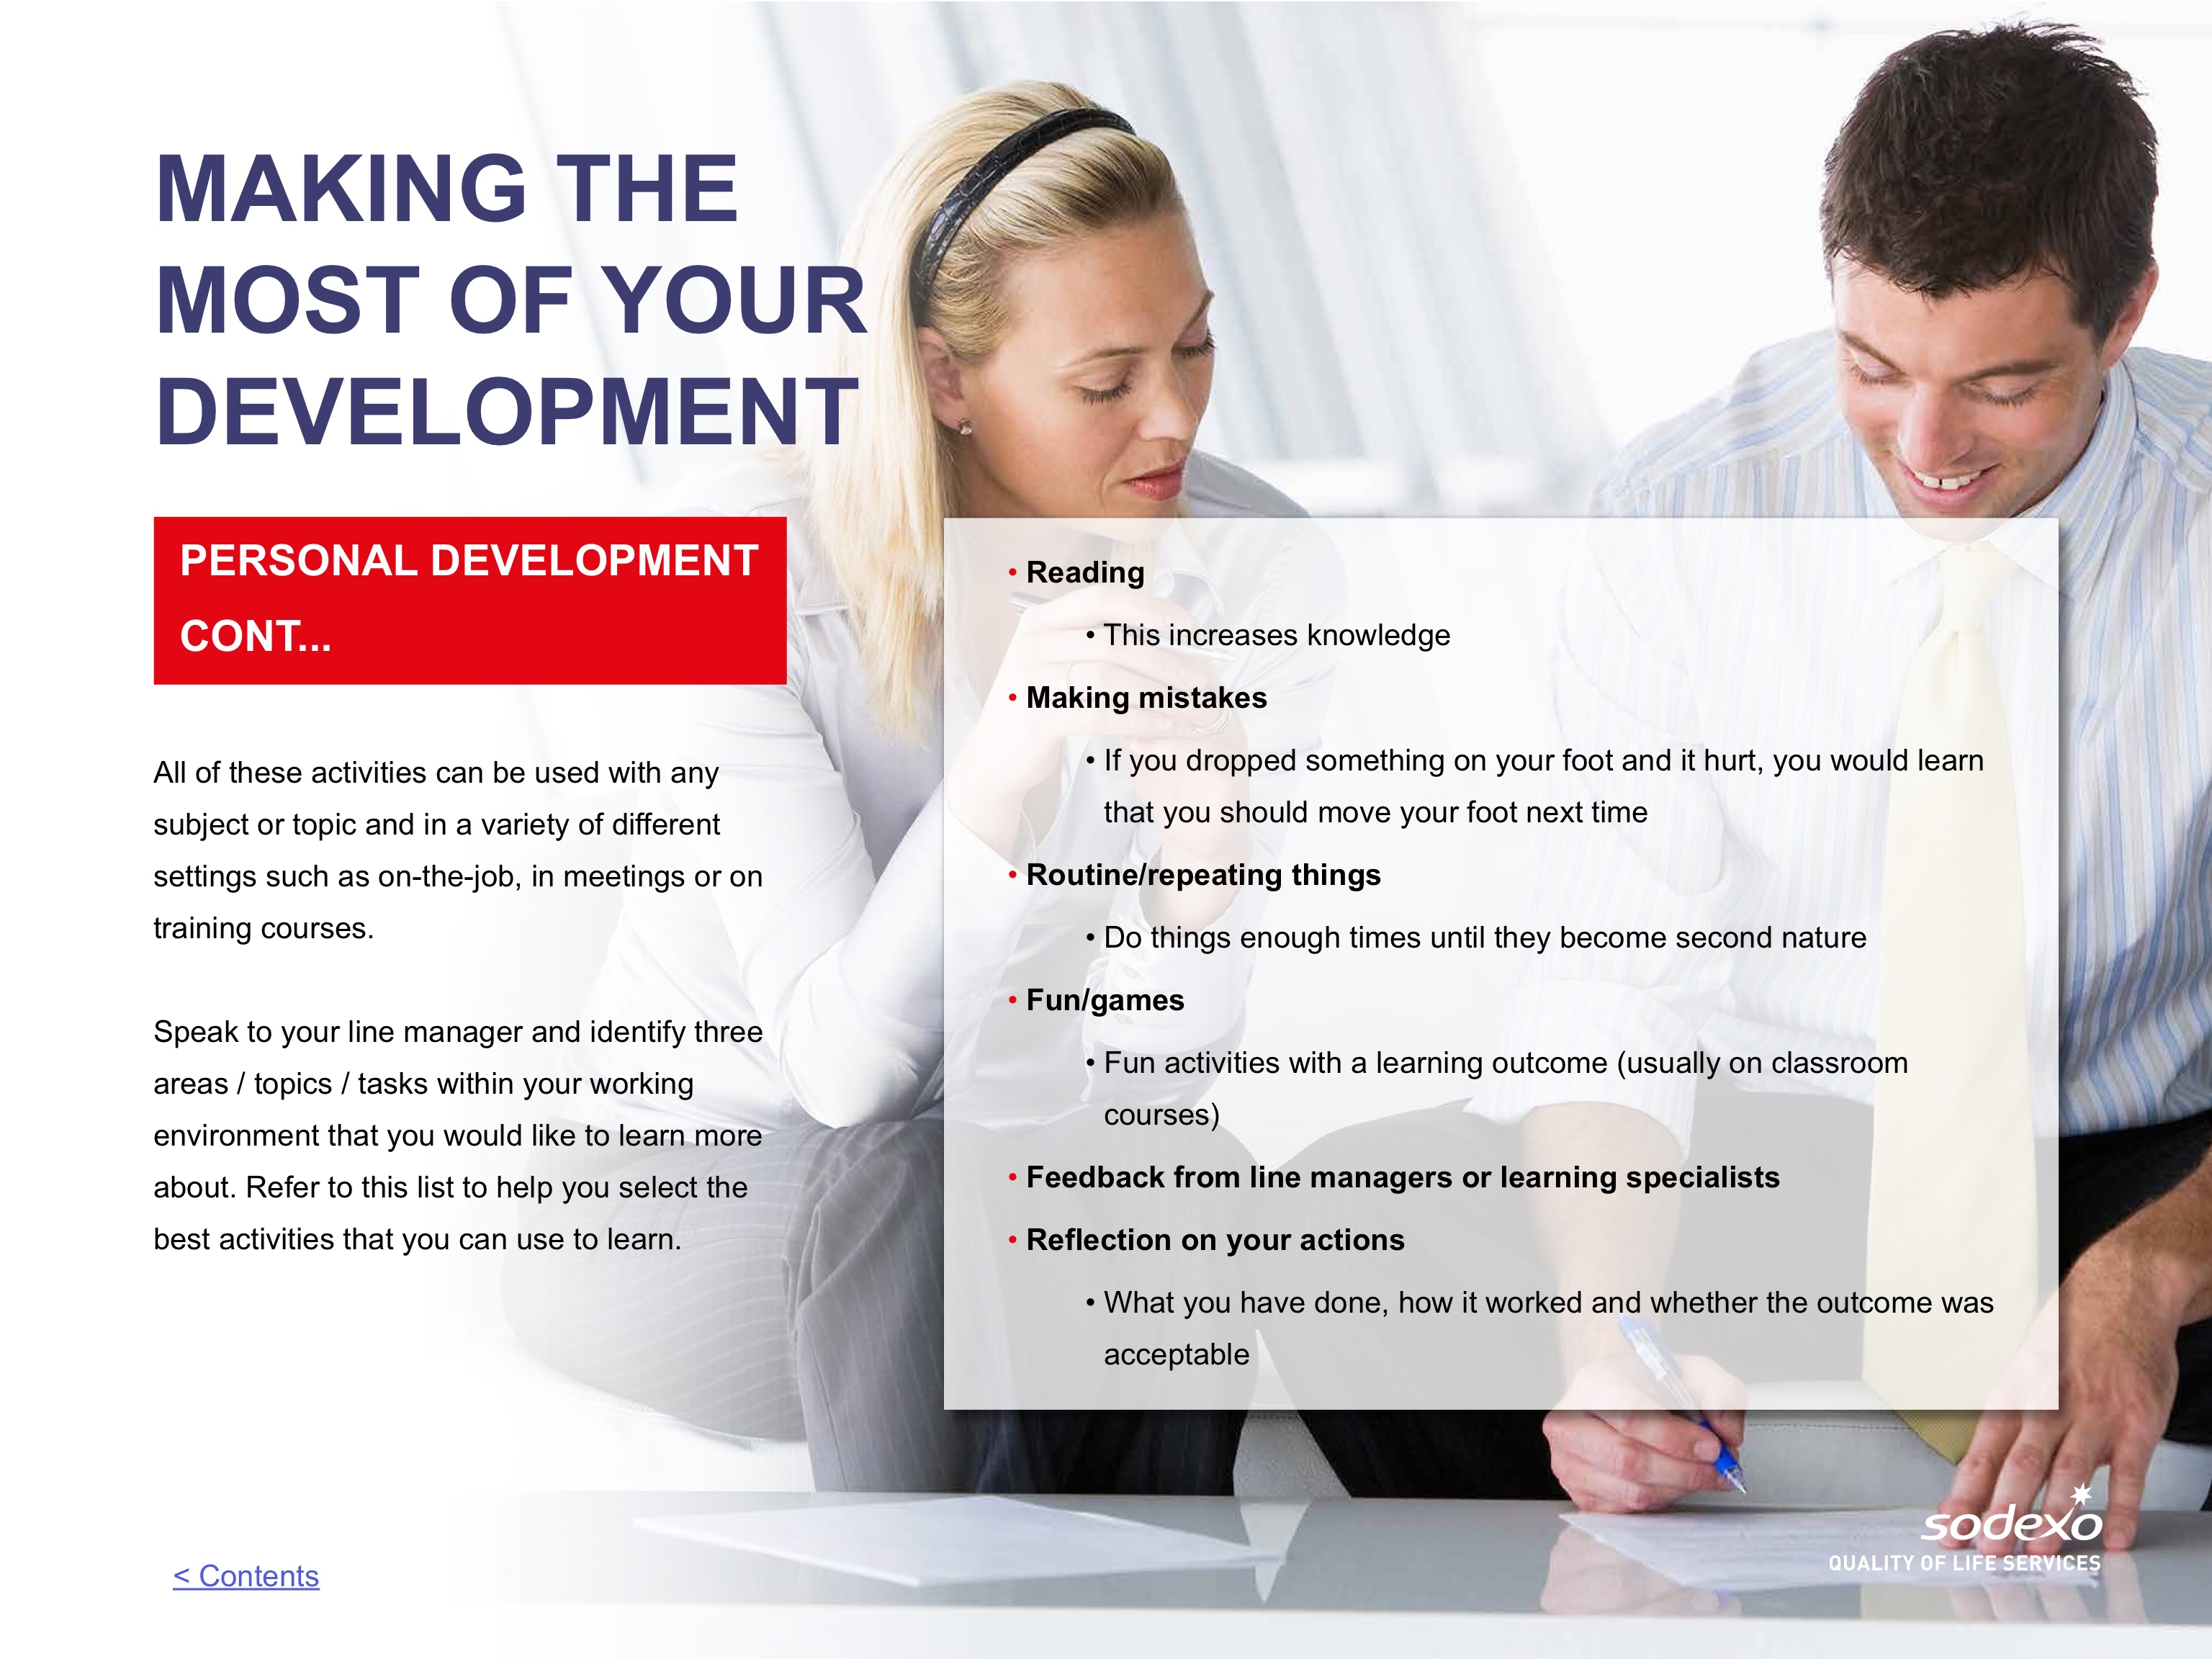 MAKING THE
MOST OF YOUR
DEVELOPMENT
PERSONAL DEVELOPMENT
CONT...
All of these activities can be used with any
subject or topic and in a variety of different
settings such as on-the-job, in meetings or on
training courses.
Speak to your line manager and identify three
areas / topics / tasks within your working
environment that you would like to learn more
about. Refer to this list to help you select the
best activities that you can use to learn.
• Reading
• This increases knowledge
• Making mistakes
• If you dropped something on your foot and it hurt, you would learn
that you should move your foot next time
• Routine/repeating things
• Do things enough times until they become second nature
• Fun/games
• Fun activities with a learning outcome (usually on classroom
courses)
• Feedback from line managers or learning specialists
• Reflection on your actions
• What you have done, how it worked and whether the outcome was
acceptable
< Contents
sodexo
QUALITY OF LIFE SERVICES